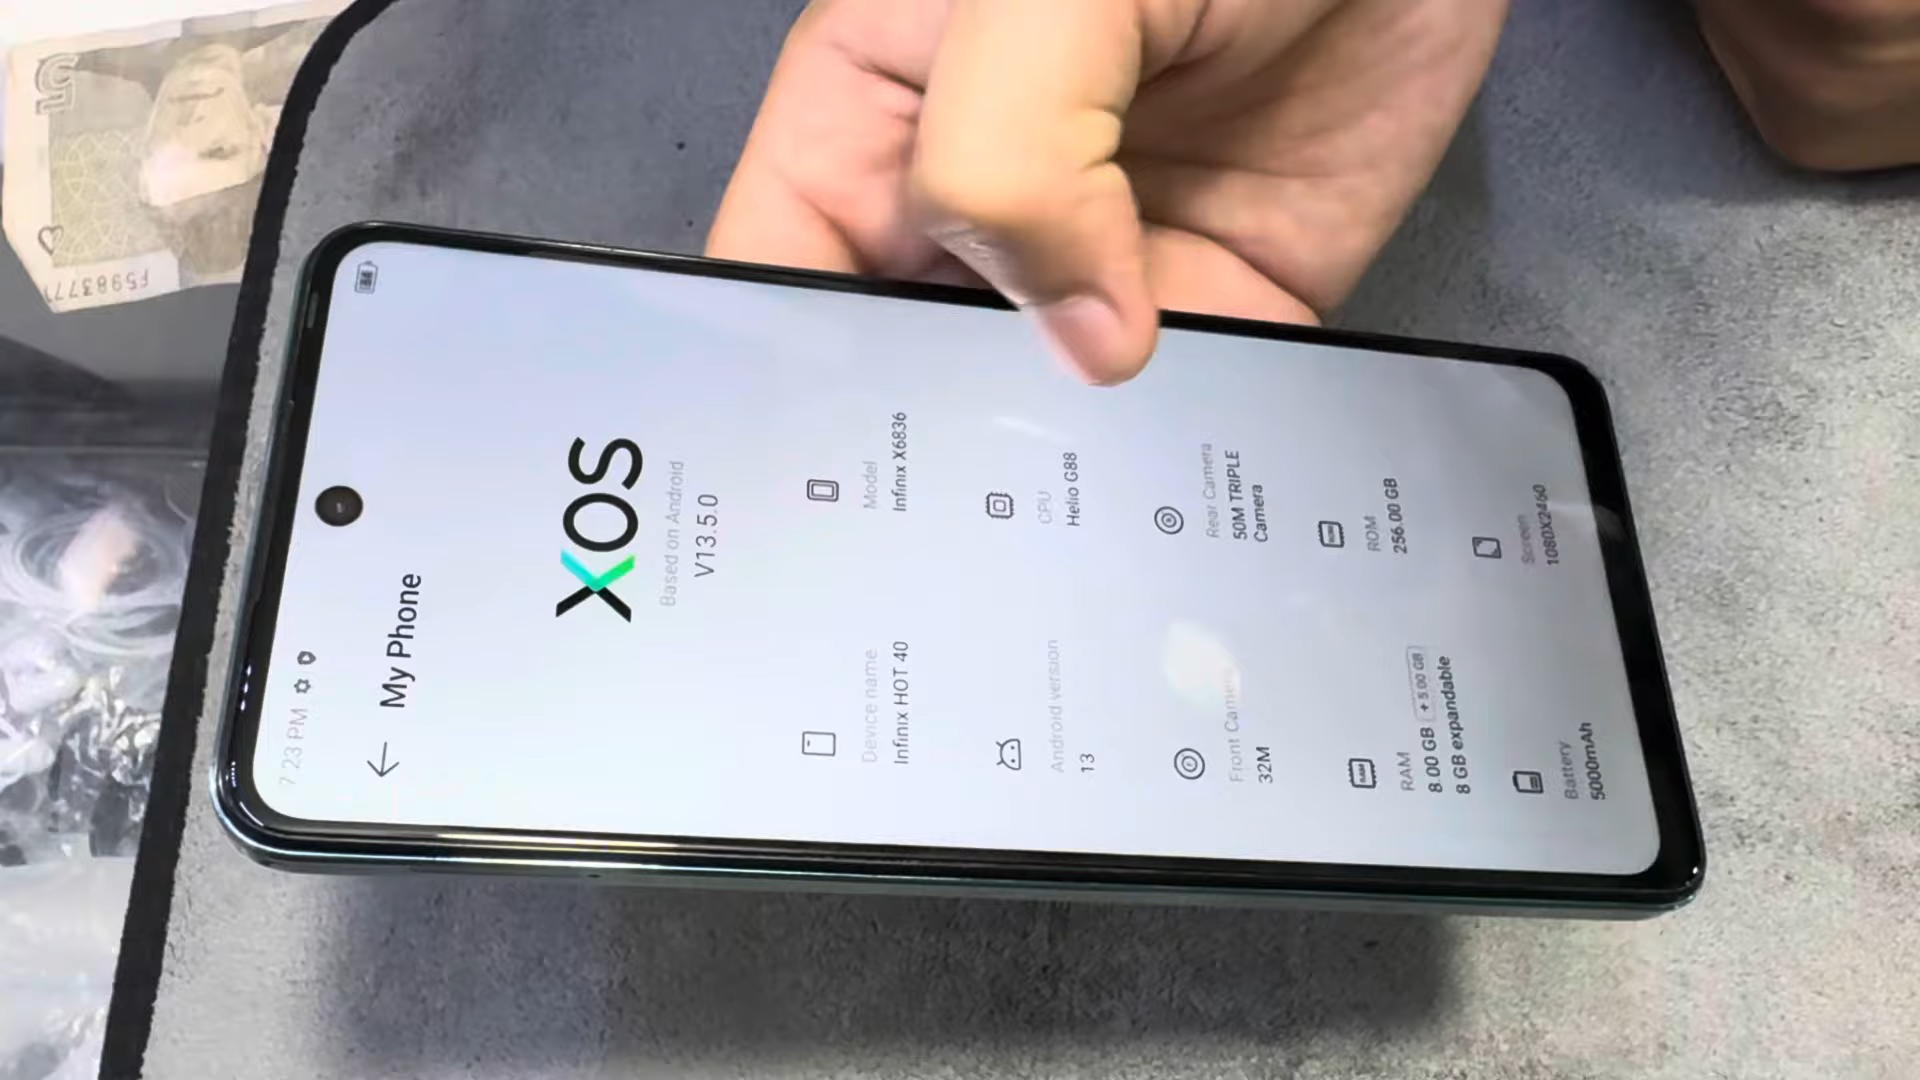 7:23 PM
My Phone
XOS
Based on Android
V13.5.0
Device name
Infinix HOT 40
Model
Infinix X6836
Android version
13
CPU
Helio G88
Front Camera
32M
Rear Camera
50M TRIPLE
Camera
RAM
8.00 GB + 5.00 GB
8 GB expandable
ROM
256.00 GB
Battery
5000mAh
Screen
1080X2460
5